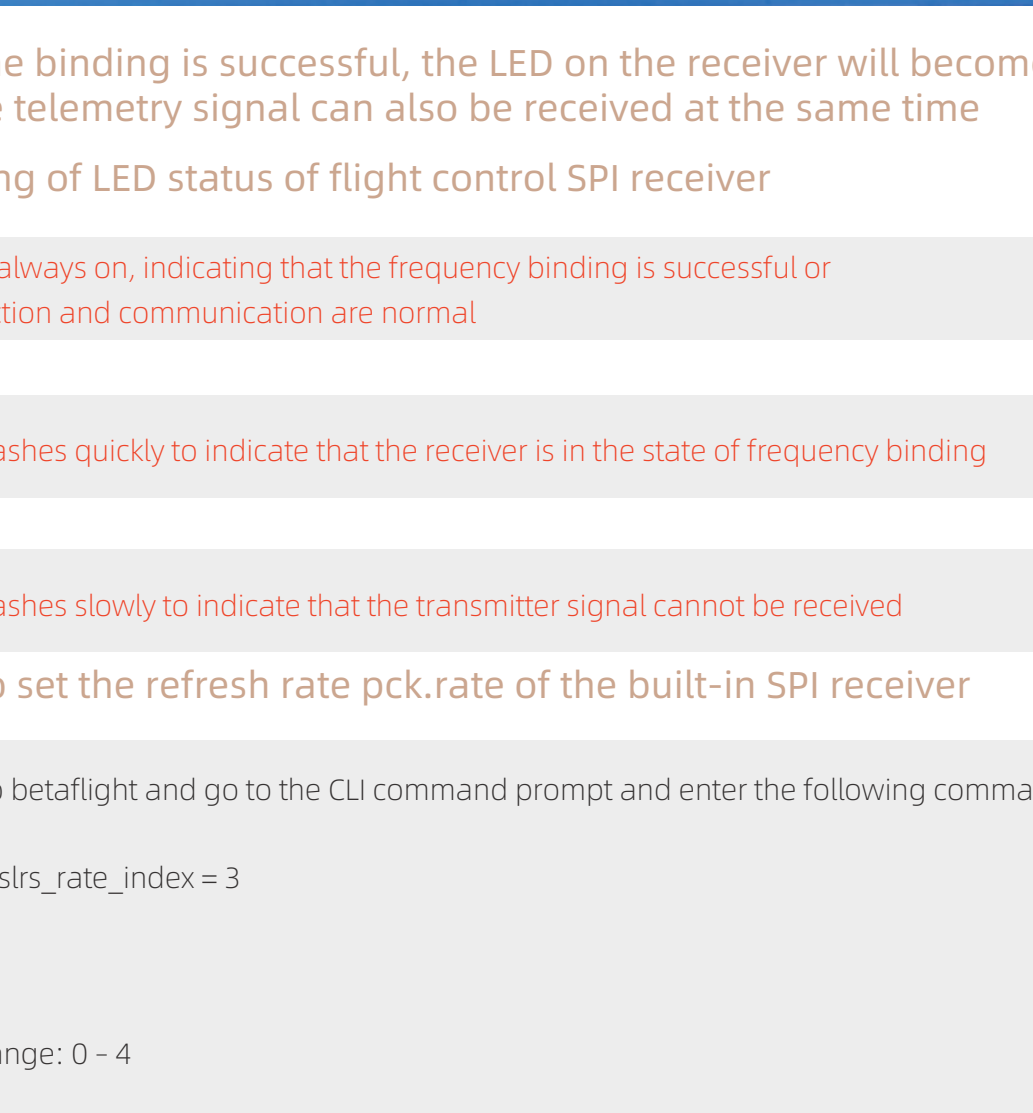 e binding is successful, the LED on the receiver will becom
e telemetry signal can also be received at the same time
ng of LED status of flight control SPI receiver
always on, indicating that the frequency binding is successful or
tion and communication are normal
ashes quickly to indicate that the receiver is in the state of frequency binding
ashes slowly to indicate that the transmitter signal cannot be received
o set the refresh rate pck.rate of the built-in SPI receiver
o betaflight and go to the CLI command prompt and enter the following comma
slrs_rate_index = 3
ange: 0 – 4